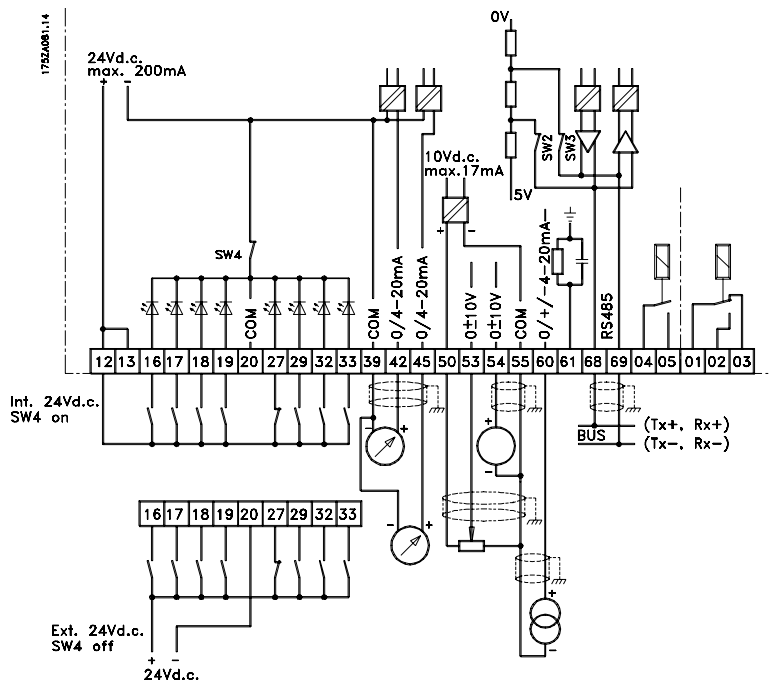 175ZA081.14
0V
24Vd.c.
max. 200mA
+ −
10Vd.c.
max.17mA
SW2
SW3
5V
+ −
SW4
COM
COM
0/4-20mA
0/4-20mA
0±10V
0±10V
COM
0/+/-4-20mA-
RS485
12 13 16 17 18 19 20 27 29 32 33 39 42 45 50 53 54 55 60 61 68 69 04 05 01 02 03
Int. 24Vd.c.
SW4 on
(Tx+, Rx+)
BUS
(Tx-, Rx-)
− +
+
−
16 17 18 19 20 27 29 32 33
− +
+
−
Ext. 24Vd.c.
SW4 off
+ −
24Vd.c.